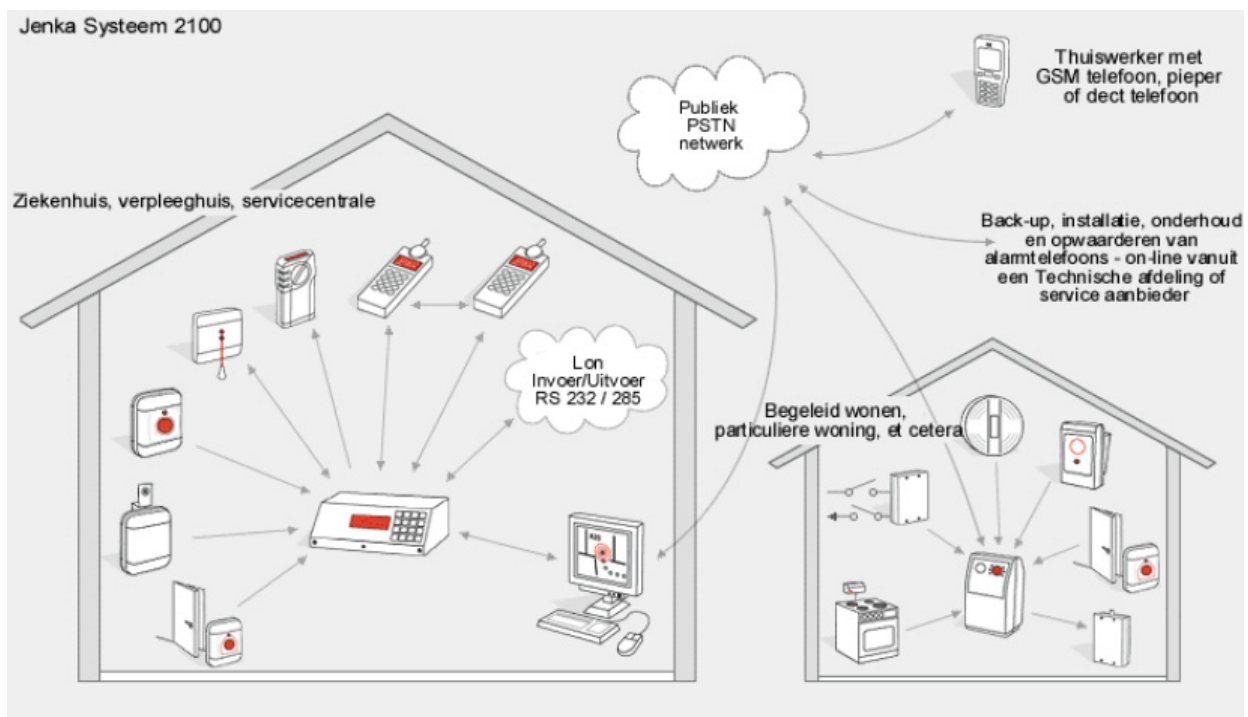 Jenka Systeem 2100
Thuiswerker met
GSM telefoon, pieper
of dect telefoon
Publiek
PSTN
netwerk
Ziekenhuis, verpleeghuis, servicecentrale
Back-up, installatie, onderhoud
en opwaarderen van
alarmtelefoons - on-line vanuit
een Technische afdeling of
service aanbieder
Lon
Invoer/Uitvoer
RS 232 / 285
Begeleid wonen,
particuliere woning, et cetera